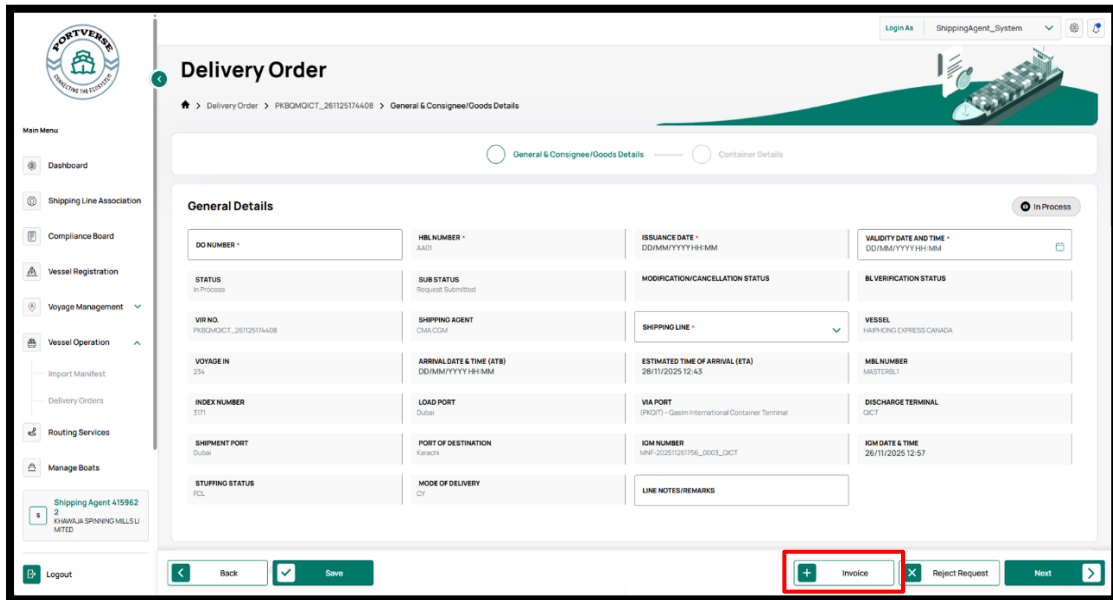 PORTVERSE
CONNECTING THE ECOSYSTEM
Login As ShippingAgent_System
Delivery Order
Delivery Order > PKBQMQICT_261125174408 > General & Consignee/Goods Details
Main Menu
Dashboard
Shipping Line Association
Compliance Board
Vessel Registration
Voyage Management
Vessel Operation
Import Manifest
Delivery Orders
Routing Services
Manage Boats
S
Shipping Agent 415962
2
KHAWAJA SPINNING MILLS LI
MITED
Logout
General & Consignee/Goods Details
Container Details
General Details
In Process
DO NUMBER *
HBL NUMBER *
AA01
ISSUANCE DATE *
DD/MM/YYYY HH:MM
VALIDITY DATE AND TIME *
DD/MM/YYYY HH:MM
STATUS
In Process
SUB STATUS
Request Submitted
MODIFICATION/CANCELLATION STATUS
BL VERIFICATION STATUS
VIR NO.
PKBQMQICT_261125174408
SHIPPING AGENT
CMA CGM
SHIPPING LINE *
VESSEL
HAIPHONG EXPRESS CANADA
VOYAGE IN
234
ARRIVAL DATE & TIME (ATB)
DD/MM/YYYY HH:MM
ESTIMATED TIME OF ARRIVAL (ETA)
28/11/2025 12:43
MBL NUMBER
MASTERBL1
INDEX NUMBER
3171
LOAD PORT
Dubai
VIA PORT
(PKQIT) - Qasim International Container Terminal
DISCHARGE TERMINAL
QICT
SHIPMENT PORT
Dubai
PORT OF DESTINATION
Karachi
IGM NUMBER
MNF-202511261756_0003_QICT
IGM DATE & TIME
26/11/2025 12:57
STUFFING STATUS
FCL
MODE OF DELIVERY
CY
LINE NOTES/REMARKS
Back
Save
Invoice
Reject Request
Next